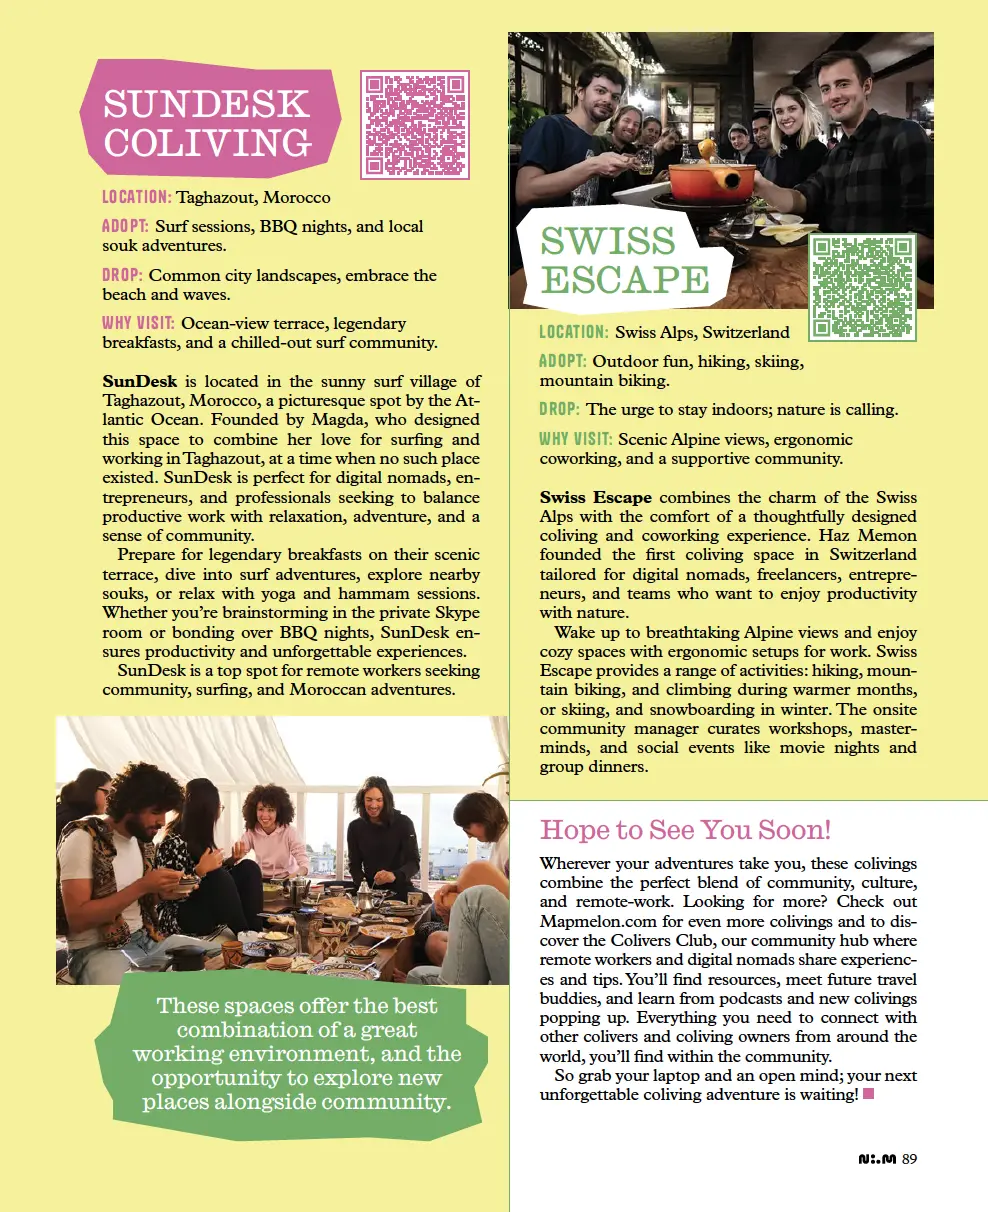 SUNDESK
COLIVING
LOCATION: Taghazout, Morocco
ADOPT: Surf sessions, BBQ nights, and local
souk adventures.
DROP: Common city landscapes, embrace the
beach and waves.
WHY VISIT: Ocean-view terrace, legendary
breakfasts, and a chilled-out surf community.
SunDesk is located in the sunny surf village of
Taghazout, Morocco, a picturesque spot by the At-
lantic Ocean. Founded by Magda, who designed
this space to combine her love for surfing and
working in Taghazout, at a time when no such place
existed. SunDesk is perfect for digital nomads, en-
trepreneurs, and professionals seeking to balance
productive work with relaxation, adventure, and a
sense of community.
Prepare for legendary breakfasts on their scenic
terrace, dive into surf adventures, explore nearby
souks, or relax with yoga and hammam sessions.
Whether you're brainstorming in the private Skype
room or bonding over BBQ nights, SunDesk en-
sures productivity and unforgettable experiences.
SunDesk is a top spot for remote workers seeking
community, surfing, and Moroccan adventures.
These spaces offer the best
combination of a great
working environment, and the
opportunity to explore new
places alongside community.
SWISS
ESCAPE
LOCATION: Swiss Alps, Switzerland
ADOPT: Outdoor fun, hiking, skiing,
mountain biking.
DROP: The urge to stay indoors; nature is calling.
WHY VISIT: Scenic Alpine views, ergonomic
coworking, and a supportive community.
Swiss Escape combines the charm of the Swiss
Alps with the comfort of a thoughtfully designed
coliving and coworking experience. Haz Memon
founded the first coliving space in Switzerland
tailored for digital nomads, freelancers, entrepre-
neurs, and teams who want to enjoy productivity
with nature.
Wake up to breathtaking Alpine views and enjoy
cozy spaces with ergonomic setups for work. Swiss
Escape provides a range of activities: hiking, moun-
tain biking, and climbing during warmer months,
or skiing, and snowboarding in winter. The onsite
community manager curates workshops, master-
minds, and social events like movie nights and
group dinners.
Hope to See You Soon!
Wherever your adventures take you, these colivings
combine the perfect blend of community, culture,
and remote-work. Looking for more? Check out
Mapmelon.com for even more colivings and to dis-
cover the Colivers Club, our community hub where
remote workers and digital nomads share experienc-
es and tips. You'll find resources, meet future travel
buddies, and learn from podcasts and new colivings
popping up. Everything you need to connect with
other colivers and coliving owners from around the
world, you'll find within the community.
So grab your laptop and an open mind; your next
unforgettable coliving adventure is waiting!
89